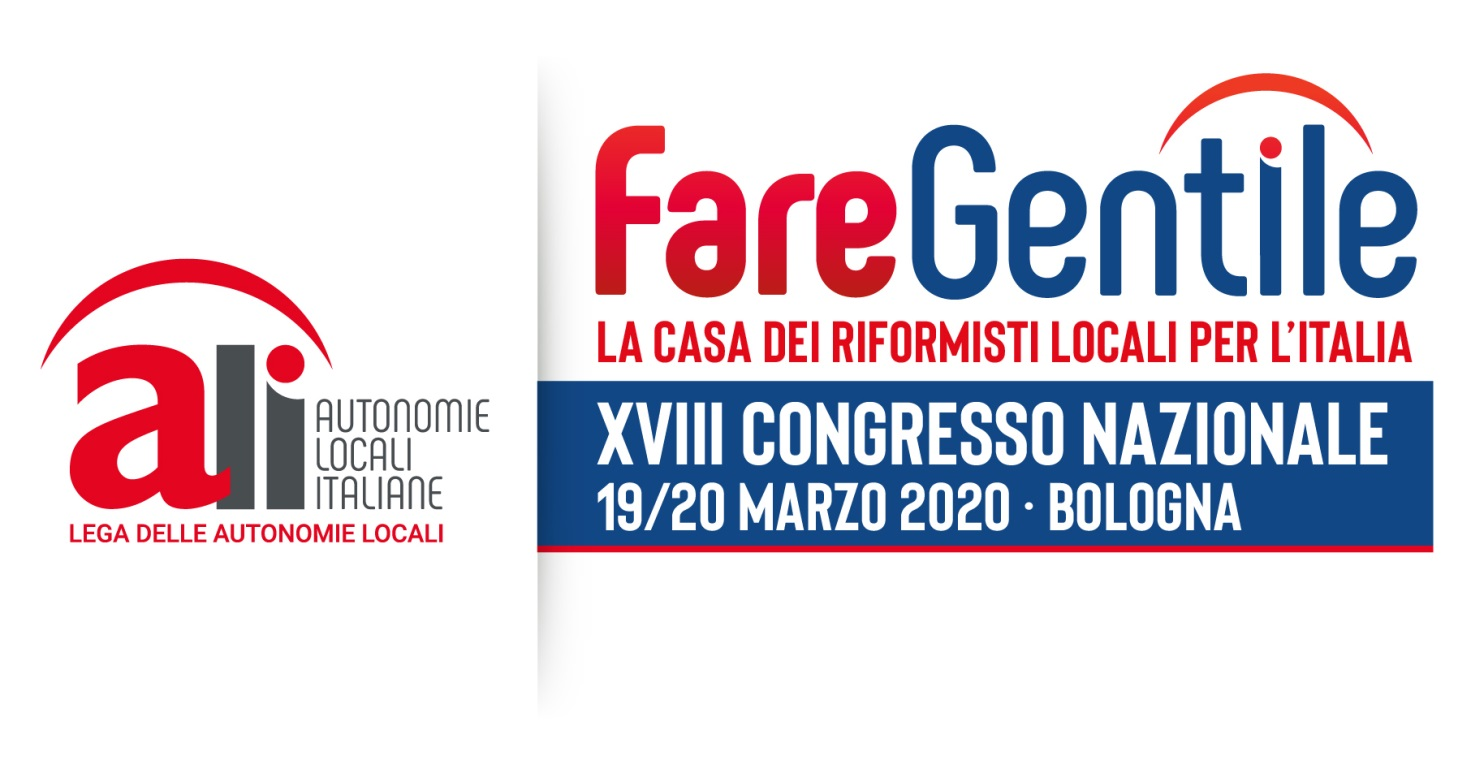 ali
AUTONOMIE
LOCALI
ITALIANE
LEGA DELLE AUTONOMIE LOCALI
FareGentile
LA CASA DEI RIFORMISTI LOCALI PER L'ITALIA
XVIII CONGRESSO NAZIONALE
19/20 MARZO 2020 · BOLOGNA